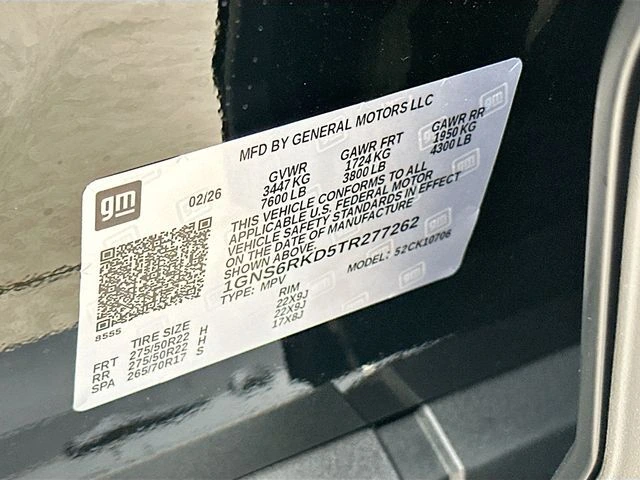 MFD BY GENERAL MOTORS LLC
gm
02/26
GVWR
3447 KG
7600 LB
GAWR FRT
1724 KG
3800 LB
GAWR RR
1950 KG
4300 LB
THIS VEHICLE CONFORMS TO ALL
APPLICABLE U.S. FEDERAL MOTOR
VEHICLE SAFETY STANDARDS IN EFFECT
ON THE DATE OF MANUFACTURE
SHOWN ABOVE.
1GNS6RKD5TR277262
TYPE: MPV
MODEL: 52CK10706
8555
TIRE SIZE
RIM
FRT 275/50R22 H 22X9J
RR 275/50R22 H 22X9J
SPA 265/70R17 S 17X8J